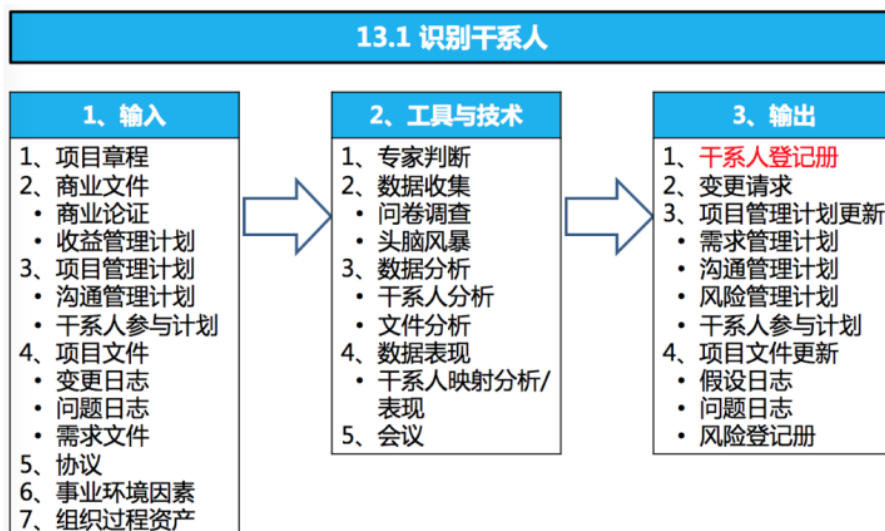 13.1 识别干系人
1、输入
1、项目章程
2、商业文件
• 商业论证
• 收益管理计划
3、项目管理计划
• 沟通管理计划
• 干系人参与计划
4、项目文件
• 变更日志
• 问题日志
• 需求文件
5、协议
6、事业环境因素
7、组织过程资产
2、工具与技术
1、专家判断
2、数据收集
• 问卷调查
• 头脑风暴
3、数据分析
• 干系人分析
• 文件分析
4、数据表现
• 干系人映射分析/
表现
5、会议
3、输出
1、干系人登记册
2、变更请求
3、项目管理计划更新
• 需求管理计划
• 沟通管理计划
• 风险管理计划
• 干系人参与计划
4、项目文件更新
• 假设日志
• 问题日志
• 风险登记册